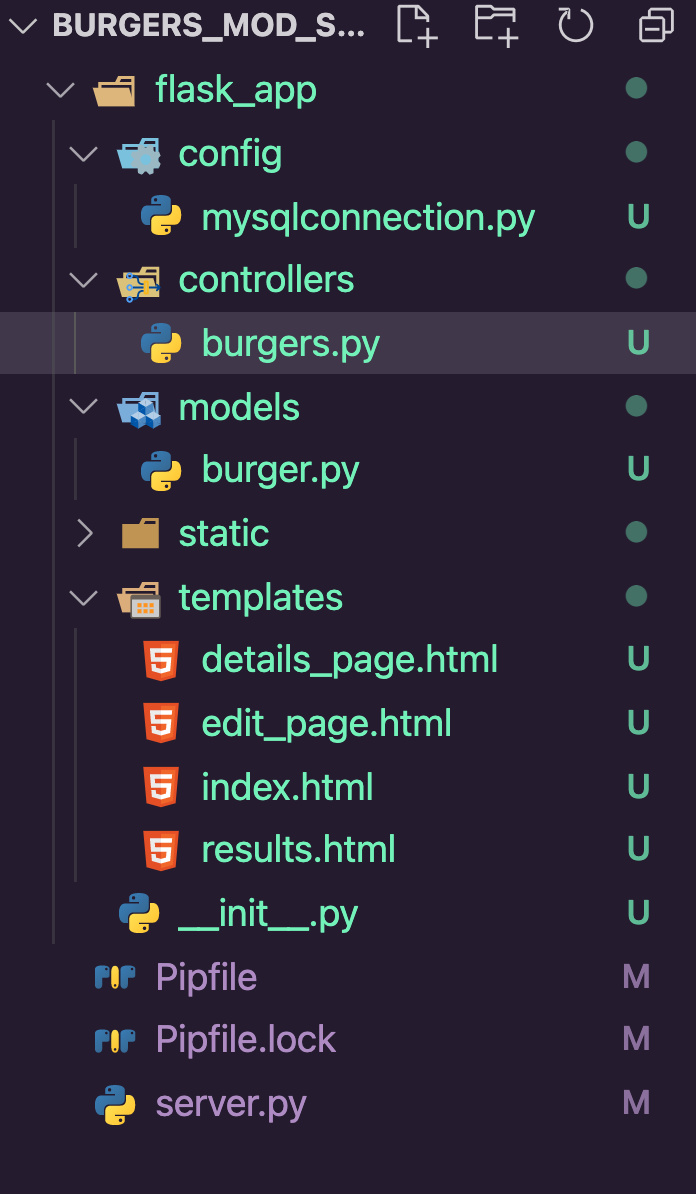 BURGERS_MOD_S...
flask_app
config
mysqlconnection.py U
controllers
burgers.py U
models
burger.py U
static
templates
details_page.html U
edit_page.html U
index.html U
results.html U
__init__.py U
Pipfile M
Pipfile.lock M
server.py M